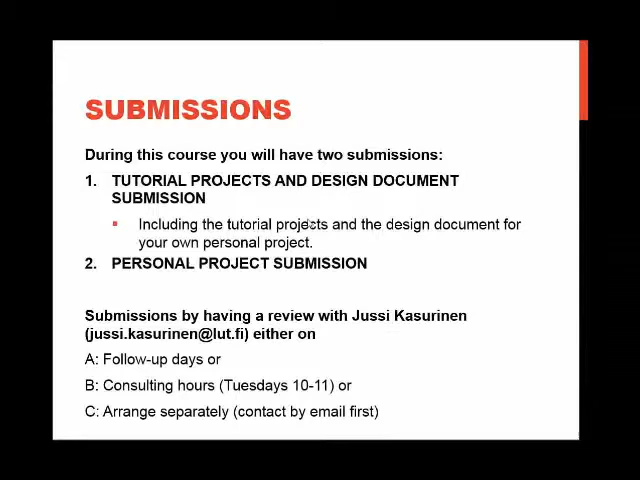 SUBMISSIONS
During this course you will have two submissions:
1. TUTORIAL PROJECTS AND DESIGN DOCUMENT
SUBMISSION
▪ Including the tutorial projects and the design document for
your own personal project.
2. PERSONAL PROJECT SUBMISSION
Submissions by having a review with Jussi Kasurinen
(jussi.kasurinen@lut.fi) either on
A: Follow-up days or
B: Consulting hours (Tuesdays 10-11) or
C: Arrange separately (contact by email first)